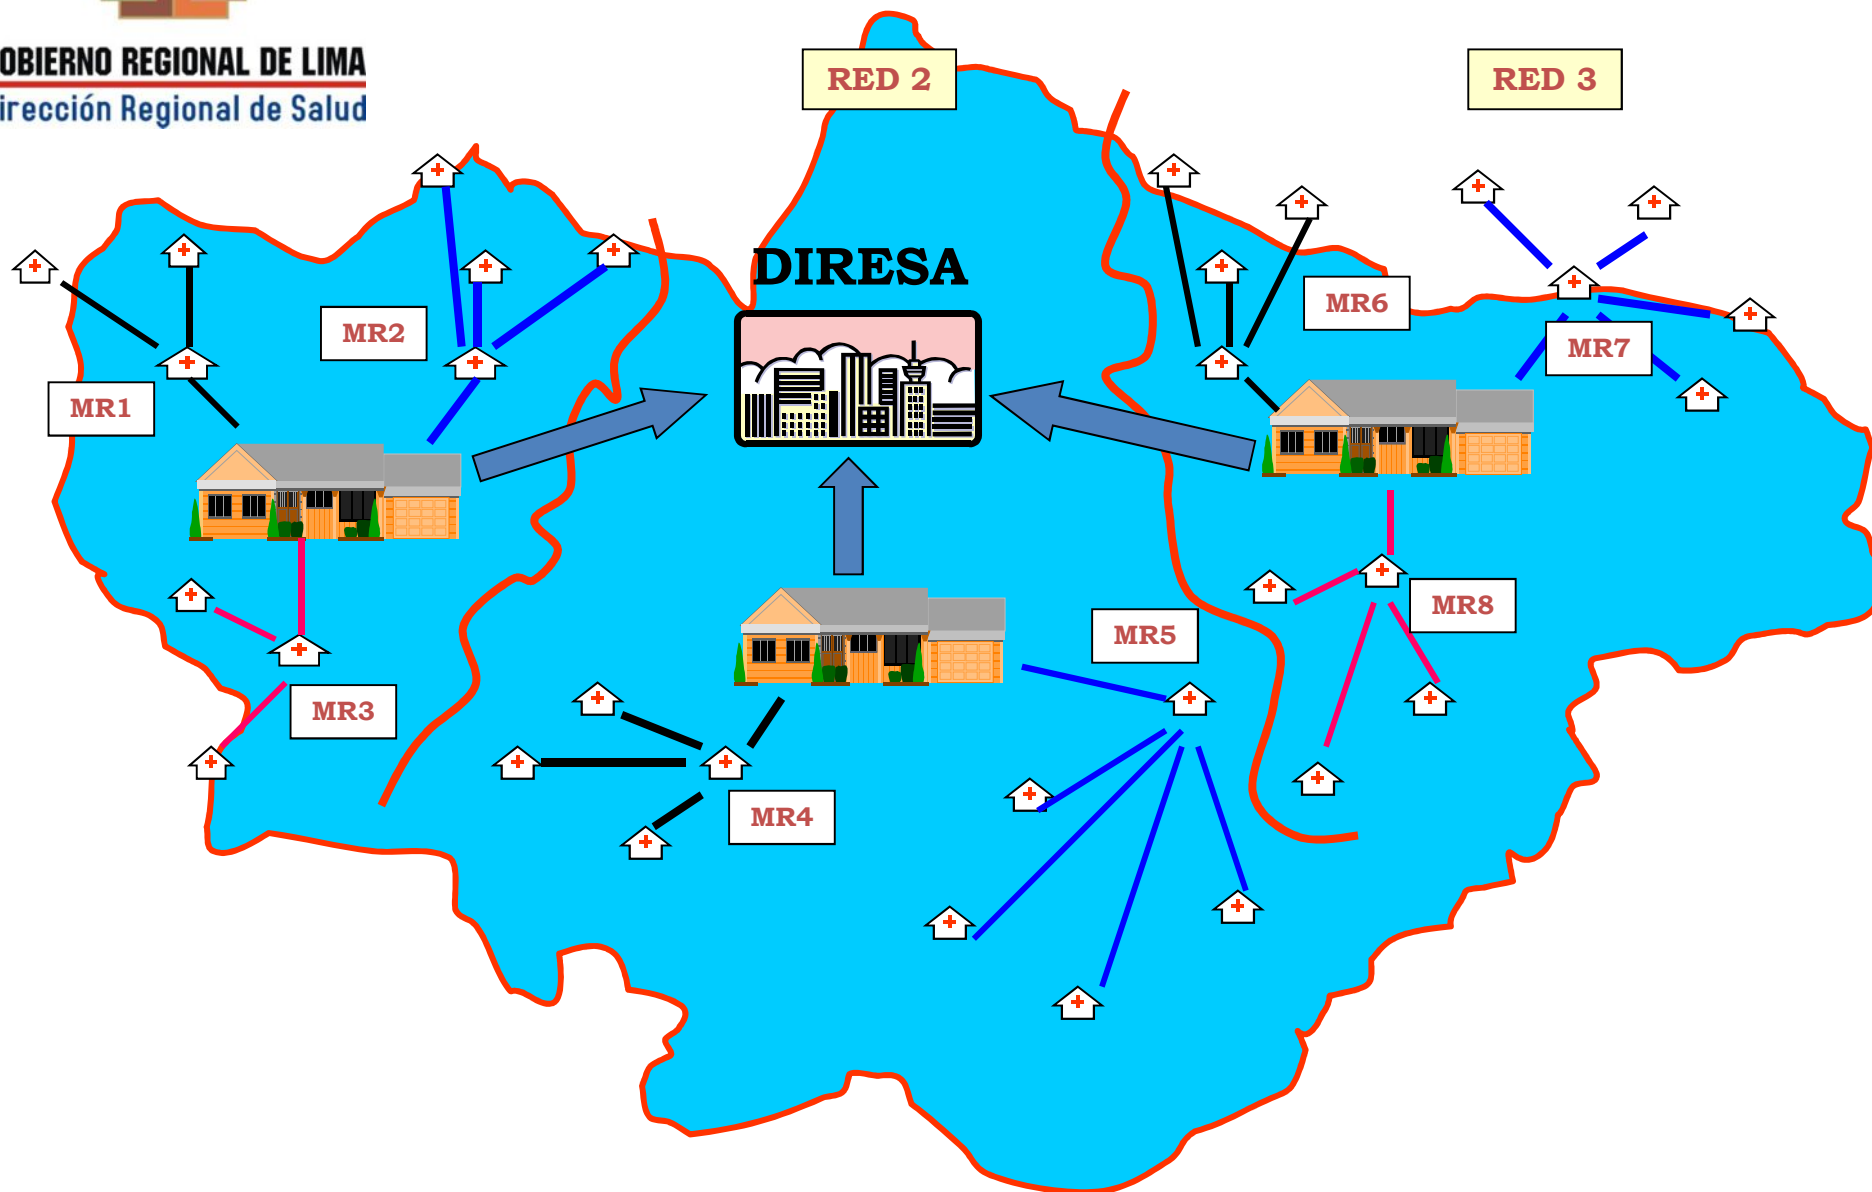 OBIERNO REGIONAL DE LIMA
irección Regional de Salud
RED 2
RED 3
DIRESA
MR1
MR2
MR3
MR4
MR5
MR6
MR7
MR8